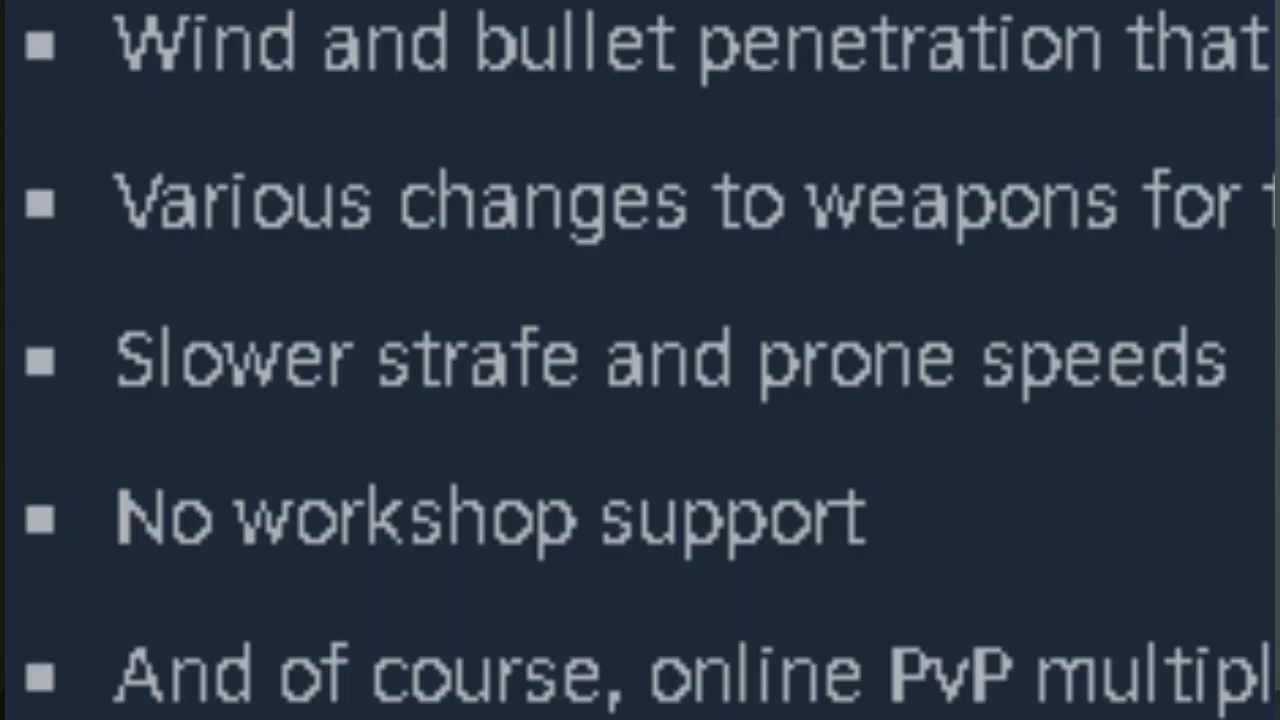 Wind and bullet penetration that
Various changes to weapons for
Slower strafe and prone speeds
No workshop support
And of course, online PvP multipl